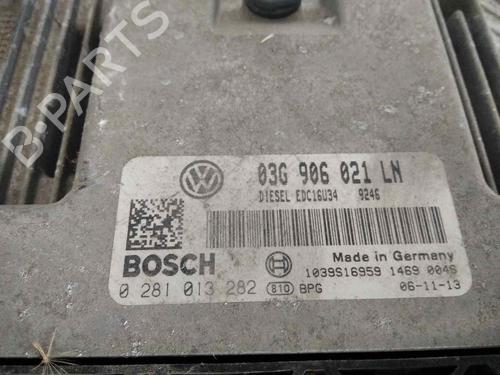 B-PARTS
03G 906 021 LN
DIESEL EDC16U34 9246
BOSCH
Made in Germany
1039S16959 1469 004S
0 281 013 282 810 BPG 06-11-13